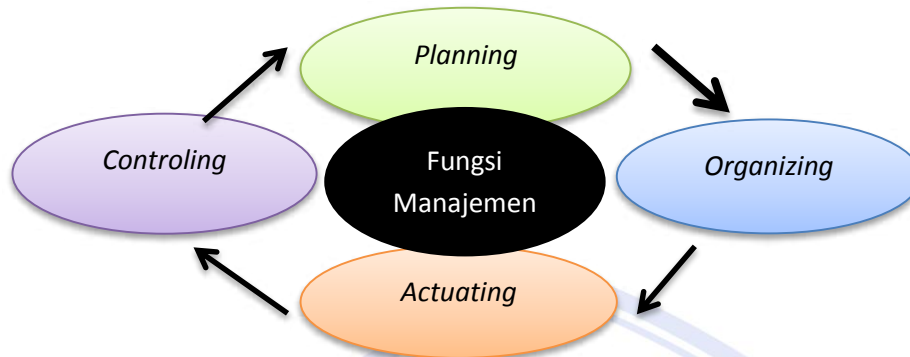 Planning
Controling
Fungsi
Manajemen
Organizing
Actuating